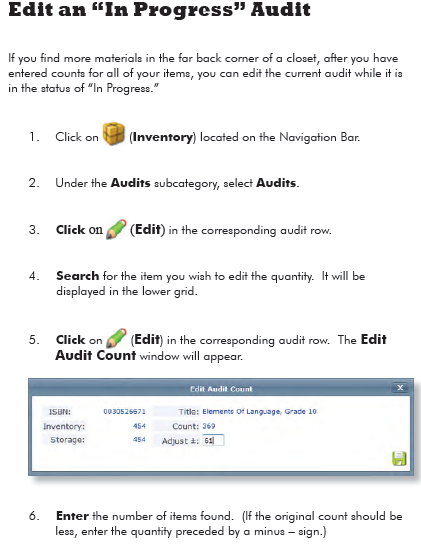 Edit an “In Progress” Audit
If you find more materials in the far back corner of a closet, after you have
entered counts for all of your items, you can edit the current audit while it is
in the status of “In Progress.”
1. Click on (Inventory) located on the Navigation Bar.
2. Under the Audits subcategory, select Audits.
3. Click on (Edit) in the corresponding audit row.
4. Search for the item you wish to edit the quantity. It will be
displayed in the lower grid.
5. Click on (Edit) in the corresponding audit row. The Edit
Audit Count window will appear.
Edit Audit Count X
ISBN: 0030526671 Title: Elements Of Language, Grade 10
Inventory: 454 Count: 369
Storage: 454 Adjust ±: 61
6. Enter the number of items found. (If the original count should be
less, enter the quantity preceded by a minus – sign.)